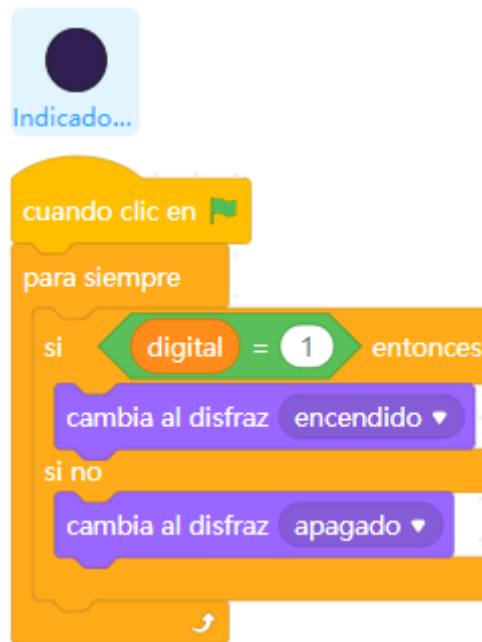 Indicado...
cuando clic en
para siempre
si digital = 1 entonces
cambia al disfraz encendido
si no
cambia al disfraz apagado